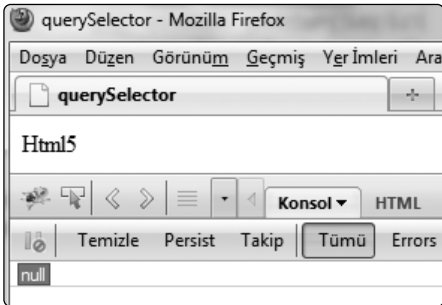 querySelector - Mozilla Firefox
Dosya Düzen Görünüm Geçmiş Yer İmleri Ara
querySelector
Html5
Konsol HTML
Temizle Persist Takip Tümü Errors
null